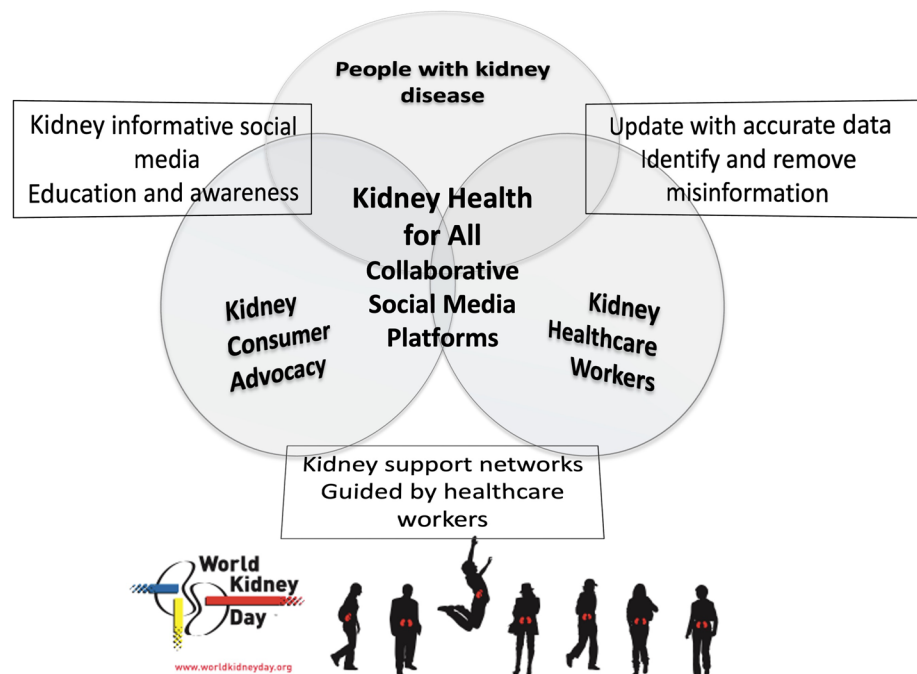 People with kidney
disease
Kidney informative social
media
Education and awareness
Update with accurate data
Identify and remove
misinformation
Kidney Health
for All
Collaborative
Social Media
Platforms
Kidney
Consumer
Advocacy
Kidney
Healthcare
Workers
Kidney support networks
Guided by healthcare
workers
World
Kidney
Day
www.worldkidneyday.org